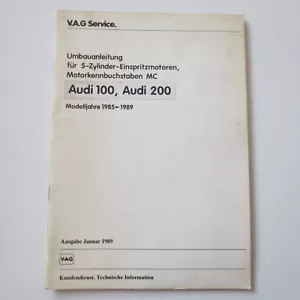 V.A.G Service.
Umbauanleitung
für 5-Zylinder-Einspritzmotoren,
Motorkennbuchstaben MC
Audi 100, Audi 200
Modelljahre 1985➤1989
Ausgabe Januar 1989
V.A.G
Kundendienst. Technische Information